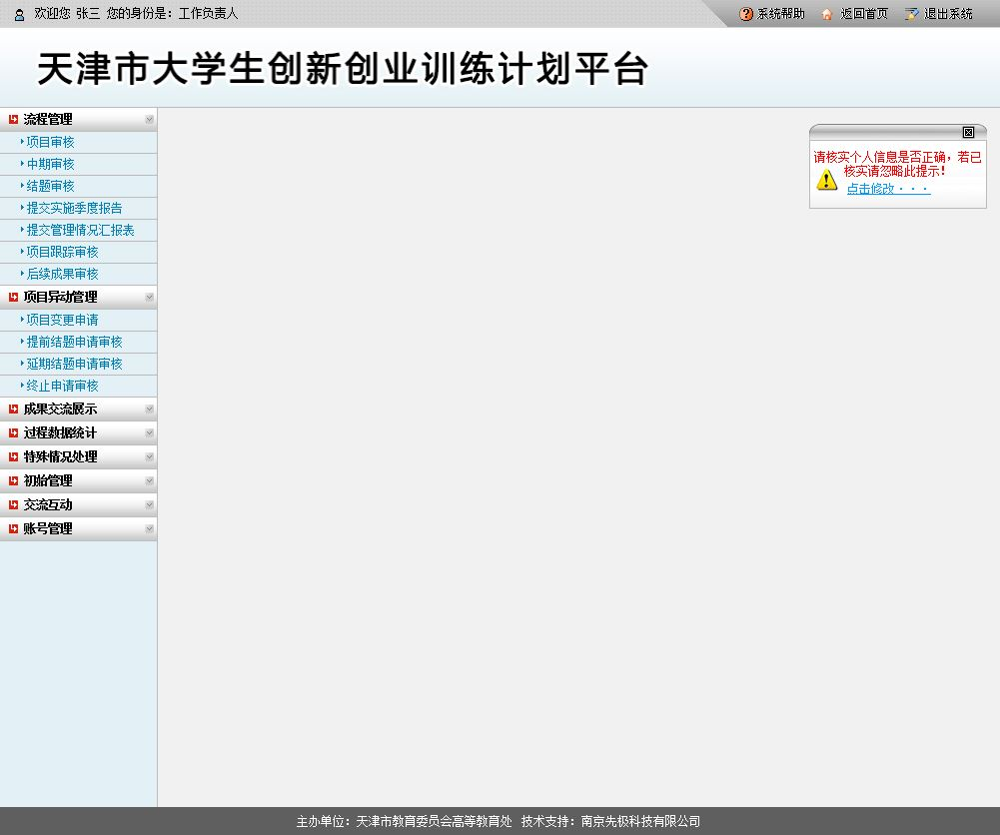 欢迎您 张三 您的身份是：工作负责人
系统帮助 返回首页 退出系统
天津市大学生创新创业训练计划平台
流程管理
项目审核
中期审核
结题审核
提交实施季度报告
提交管理情况汇报表
项目跟踪审核
后续成果审核
项目异动管理
项目变更申请
提前结题申请审核
延期结题申请审核
终止申请审核
成果交流展示
过程数据统计
特殊情况处理
初始管理
交流互动
账号管理
请核实个人信息是否正确，若已
核实请忽略此提示！
点击修改・・・
主办单位：天津市教育委员会高等教育处 技术支持：南京先极科技有限公司